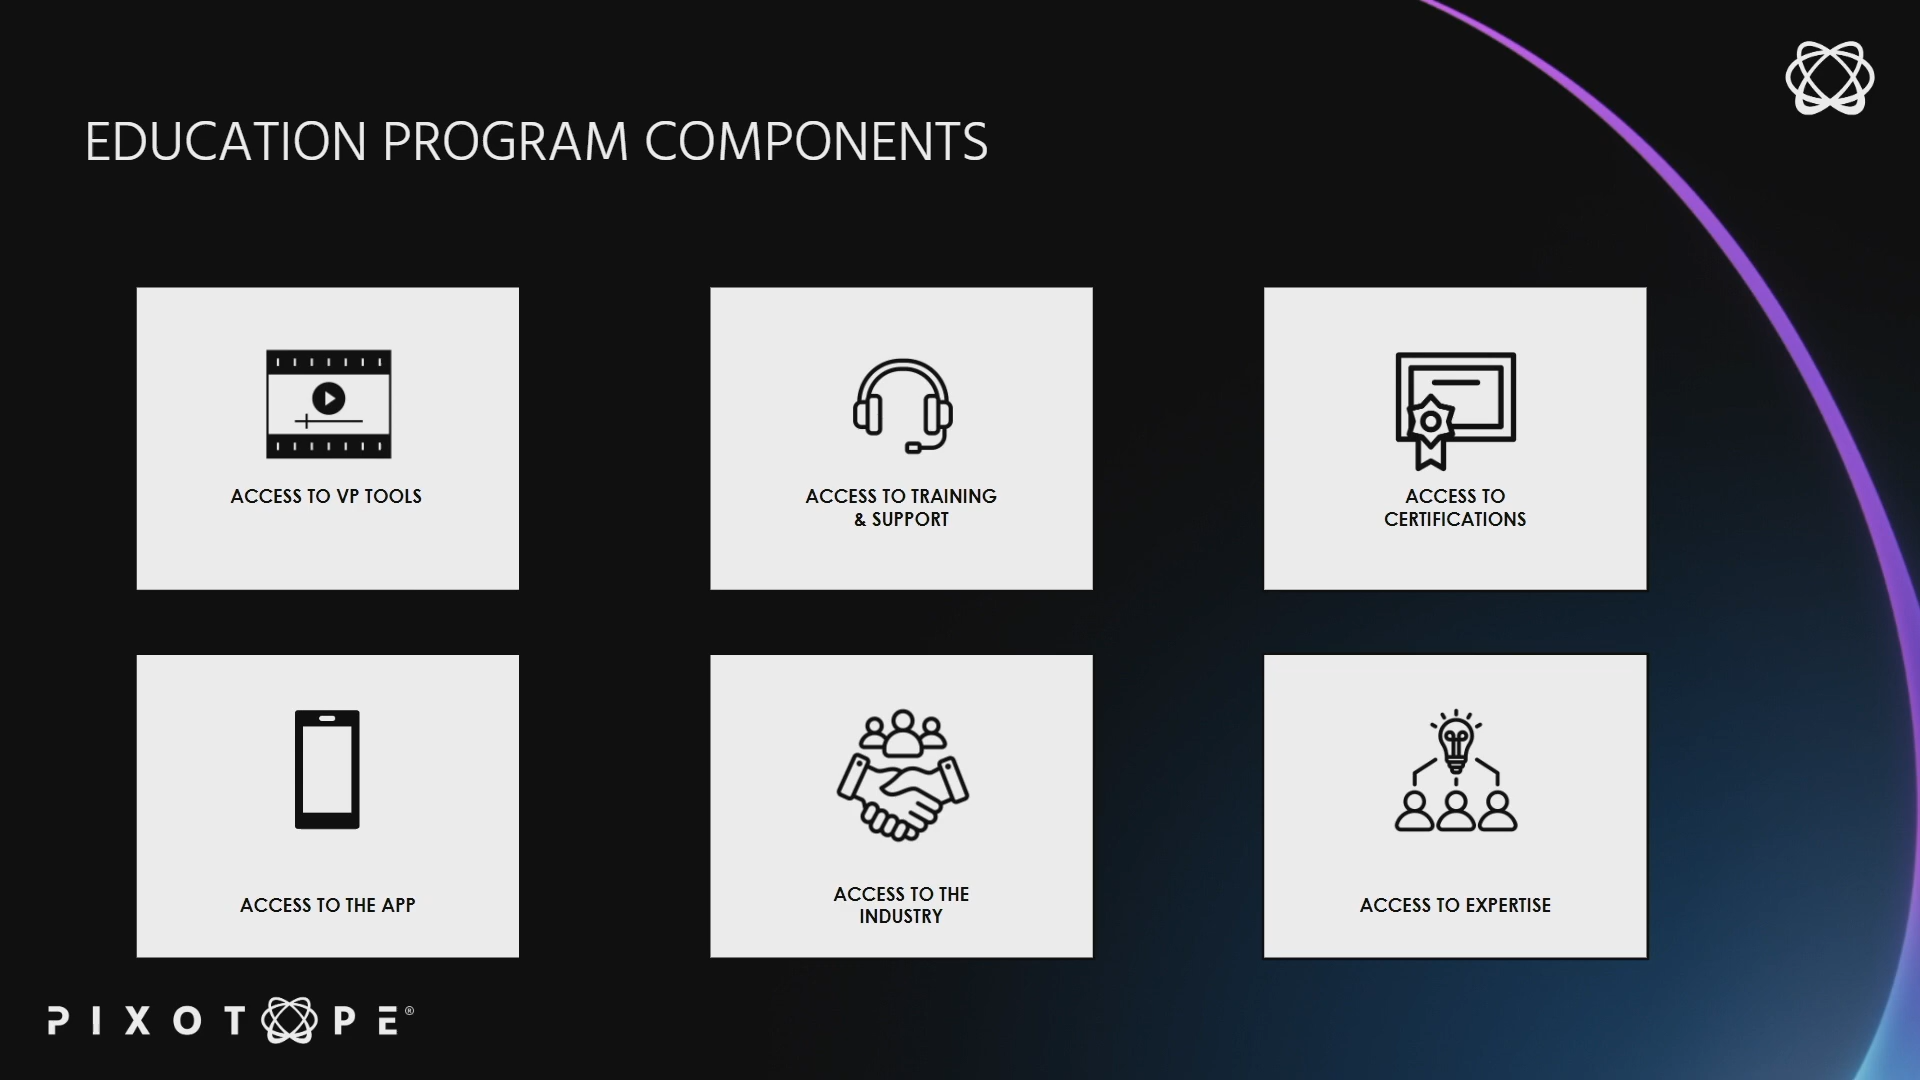 EDUCATION PROGRAM COMPONENTS
ACCESS TO VP TOOLS
ACCESS TO TRAINING
& SUPPORT
ACCESS TO
CERTIFICATIONS
ACCESS TO THE APP
ACCESS TO THE
INDUSTRY
ACCESS TO EXPERTISE
PIXOTOPE®